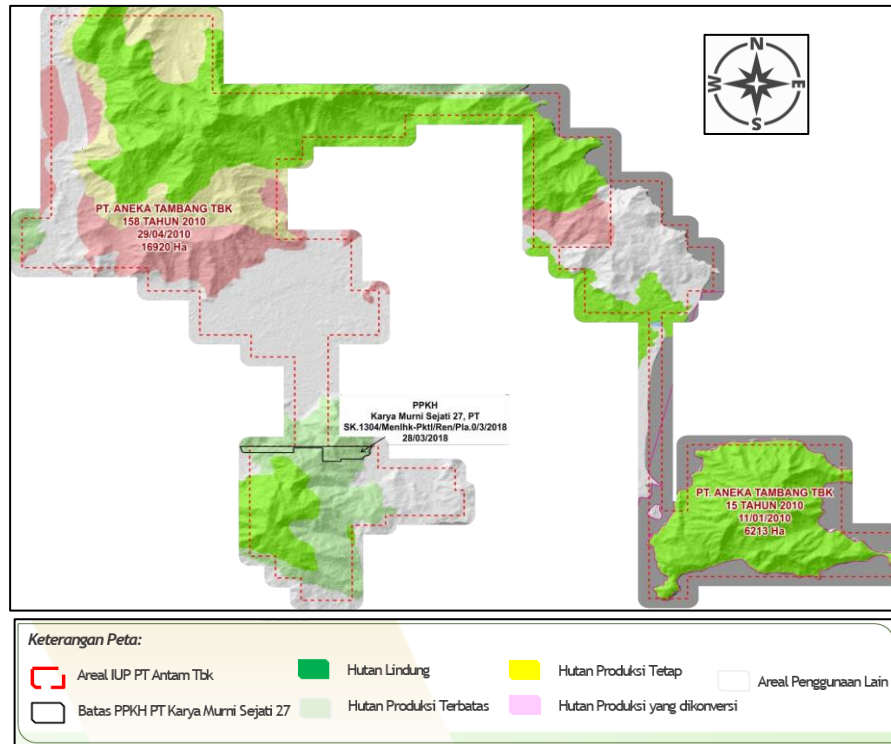 N
W
E
S
PT. ANEKA TAMBANG TBK
158 TAHUN 2010
29/04/2010
16920 Ha
PPKH
Karya Murni Sejati 27, PT
SK.1304/Menlhk-Pktl/Ren/Pla.0/3/2018
28/03/2018
PT. ANEKA TAMBANG TBK
15 TAHUN 2010
11/01/2010
6213 Ha
Keterangan Peta:
Areal IUP PT Antam Tbk
Hutan Lindung
Hutan Produksi Tetap
Areal Penggunaan Lain
Batas PPKH PT Karya Murni Sejati 27
Hutan Produksi Terbatas
Hutan Produksi yang dikonversi